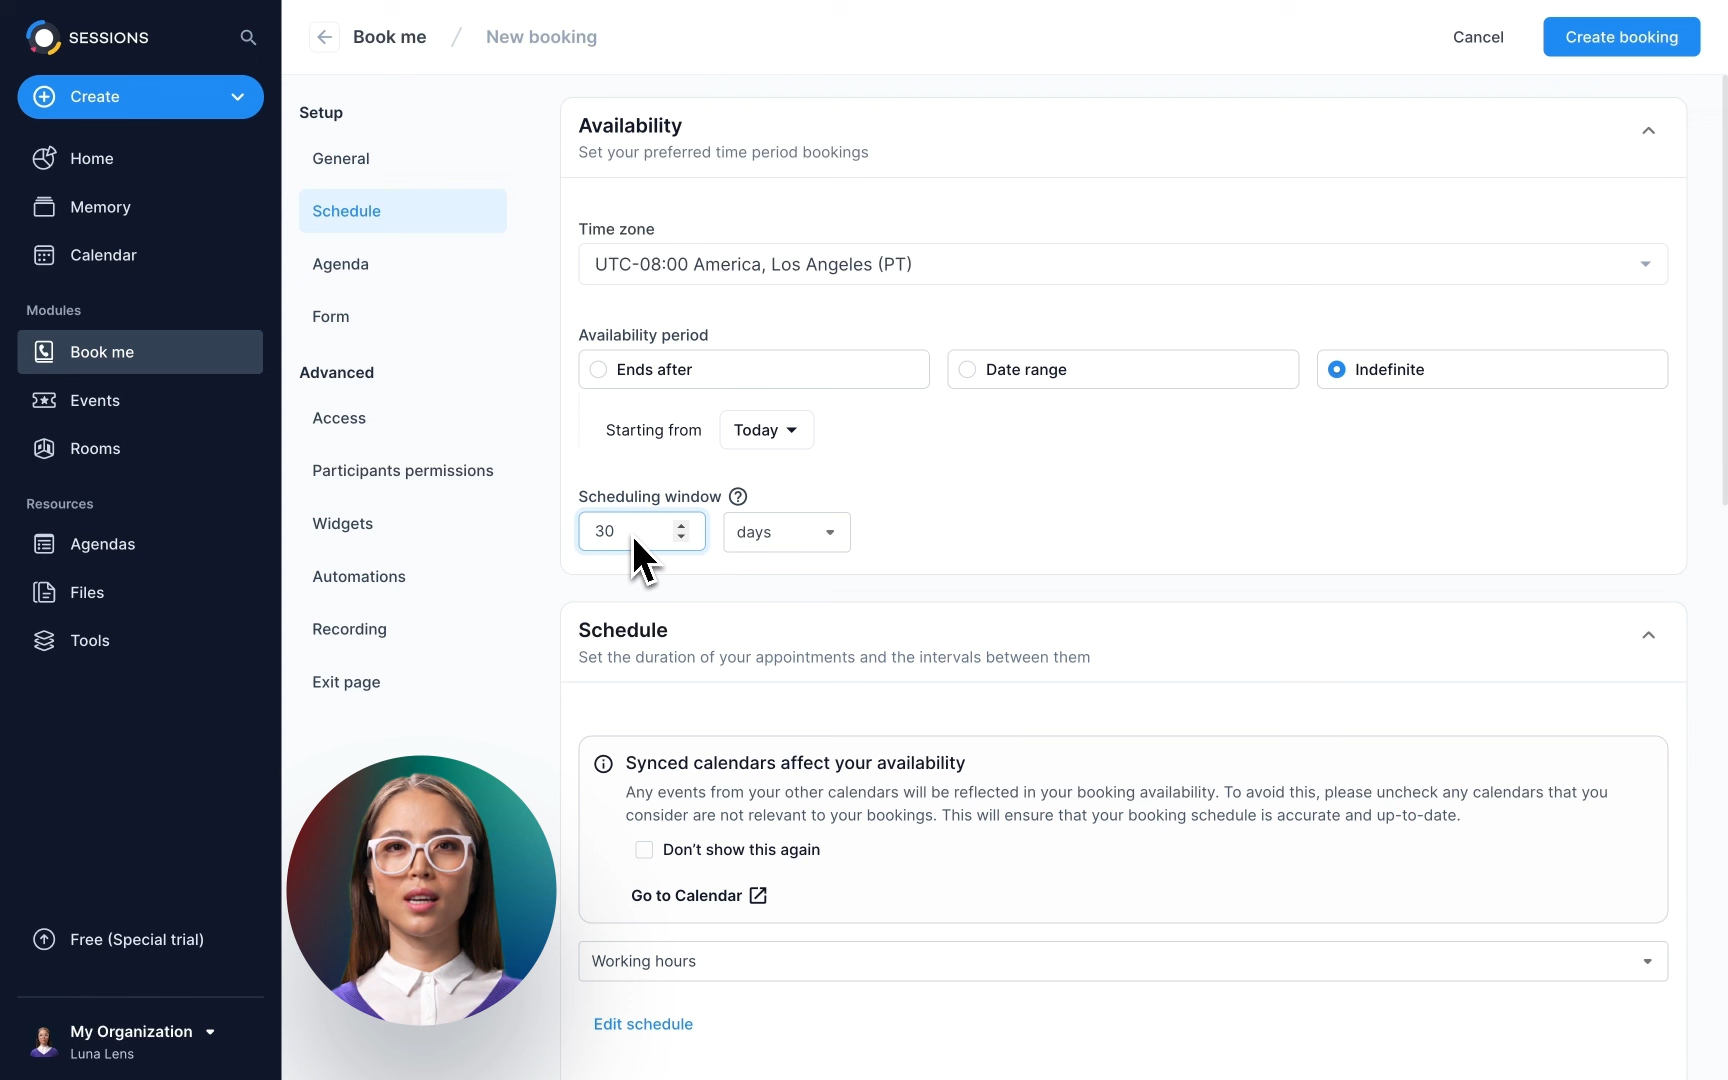 SESSIONS
Create
Home
Memory
Calendar
Modules
Book me
Events
Rooms
Resources
Agendas
Files
Tools
Free (Special trial)
My Organization
Luna Lens
Book me / New booking
Cancel
Create booking
Setup
General
Schedule
Agenda
Form
Advanced
Access
Participants permissions
Widgets
Automations
Recording
Exit page
Availability
Set your preferred time period bookings
Time zone
UTC-08:00 America, Los Angeles (PT)
Availability period
Ends after
Date range
Indefinite
Starting from
Today
Scheduling window
30
days
Schedule
Set the duration of your appointments and the intervals between them
Synced calendars affect your availability
Any events from your other calendars will be reflected in your booking availability. To avoid this, please uncheck any calendars that you
consider are not relevant to your bookings. This will ensure that your booking schedule is accurate and up-to-date.
Don't show this again
Go to Calendar
Working hours
Edit schedule